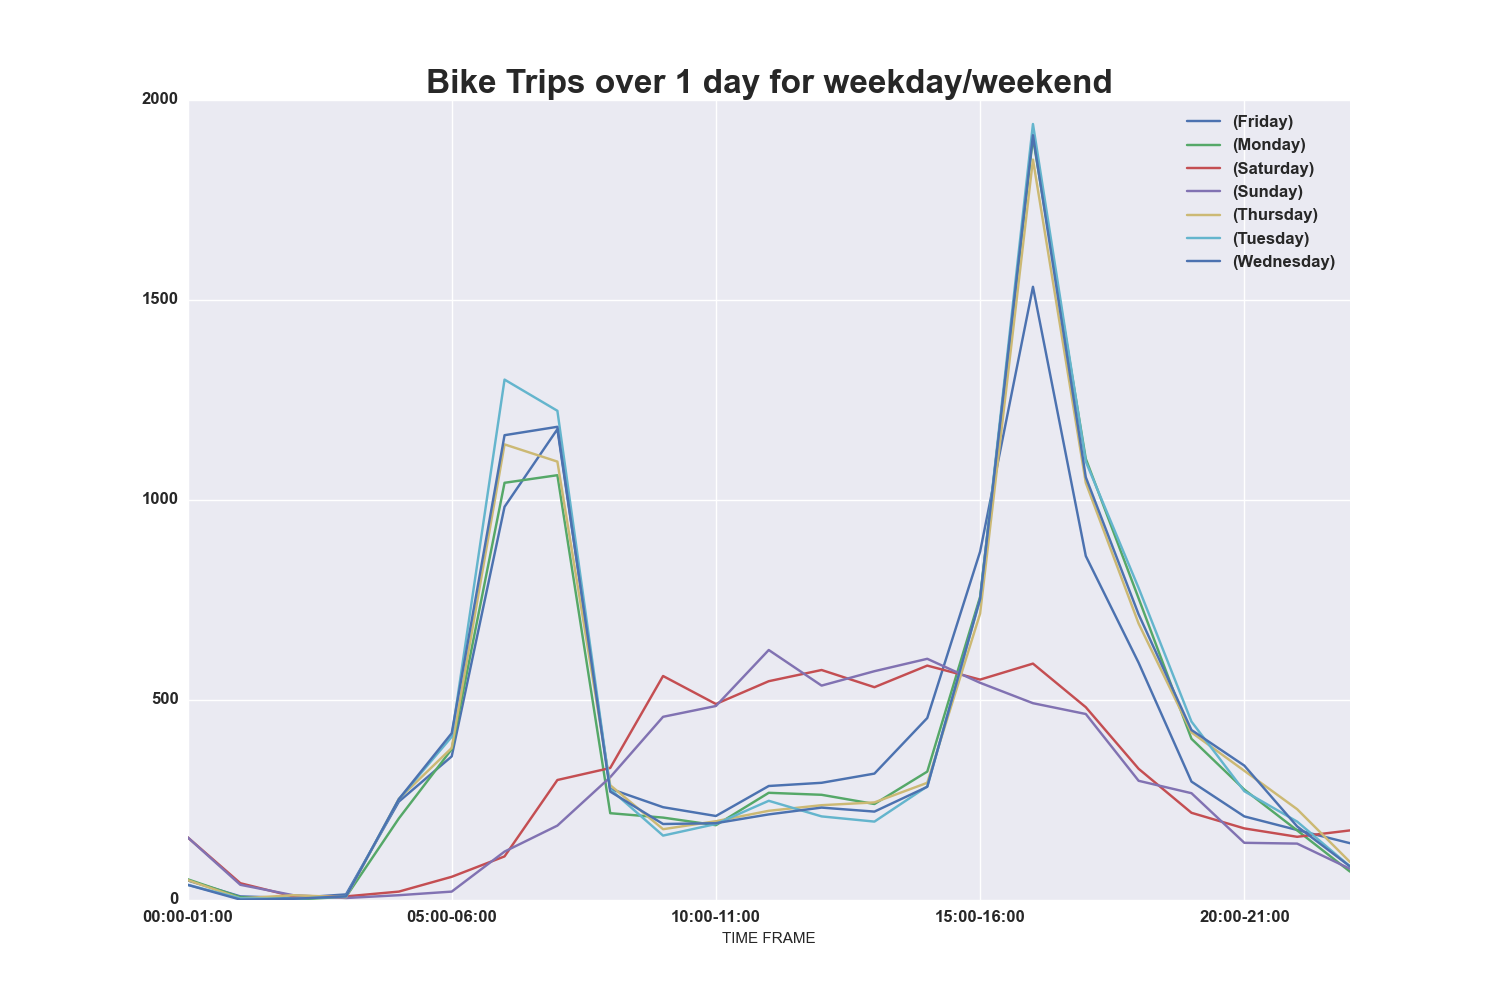 Bike Trips over 1 day for weekday/weekend
2000
1500
1000
500
0
(Friday)
(Monday)
(Saturday)
(Sunday)
(Thursday)
(Tuesday)
(Wednesday)
00:00-01:00 05:00-06:00 10:00-11:00 15:00-16:00 20:00-21:00
TIME FRAME